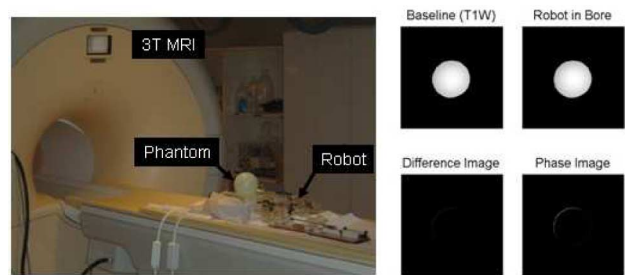 3T MRI
Phantom
Robot
Baseline (T1W)
Robot in Bore
Difference Image
Phase Image